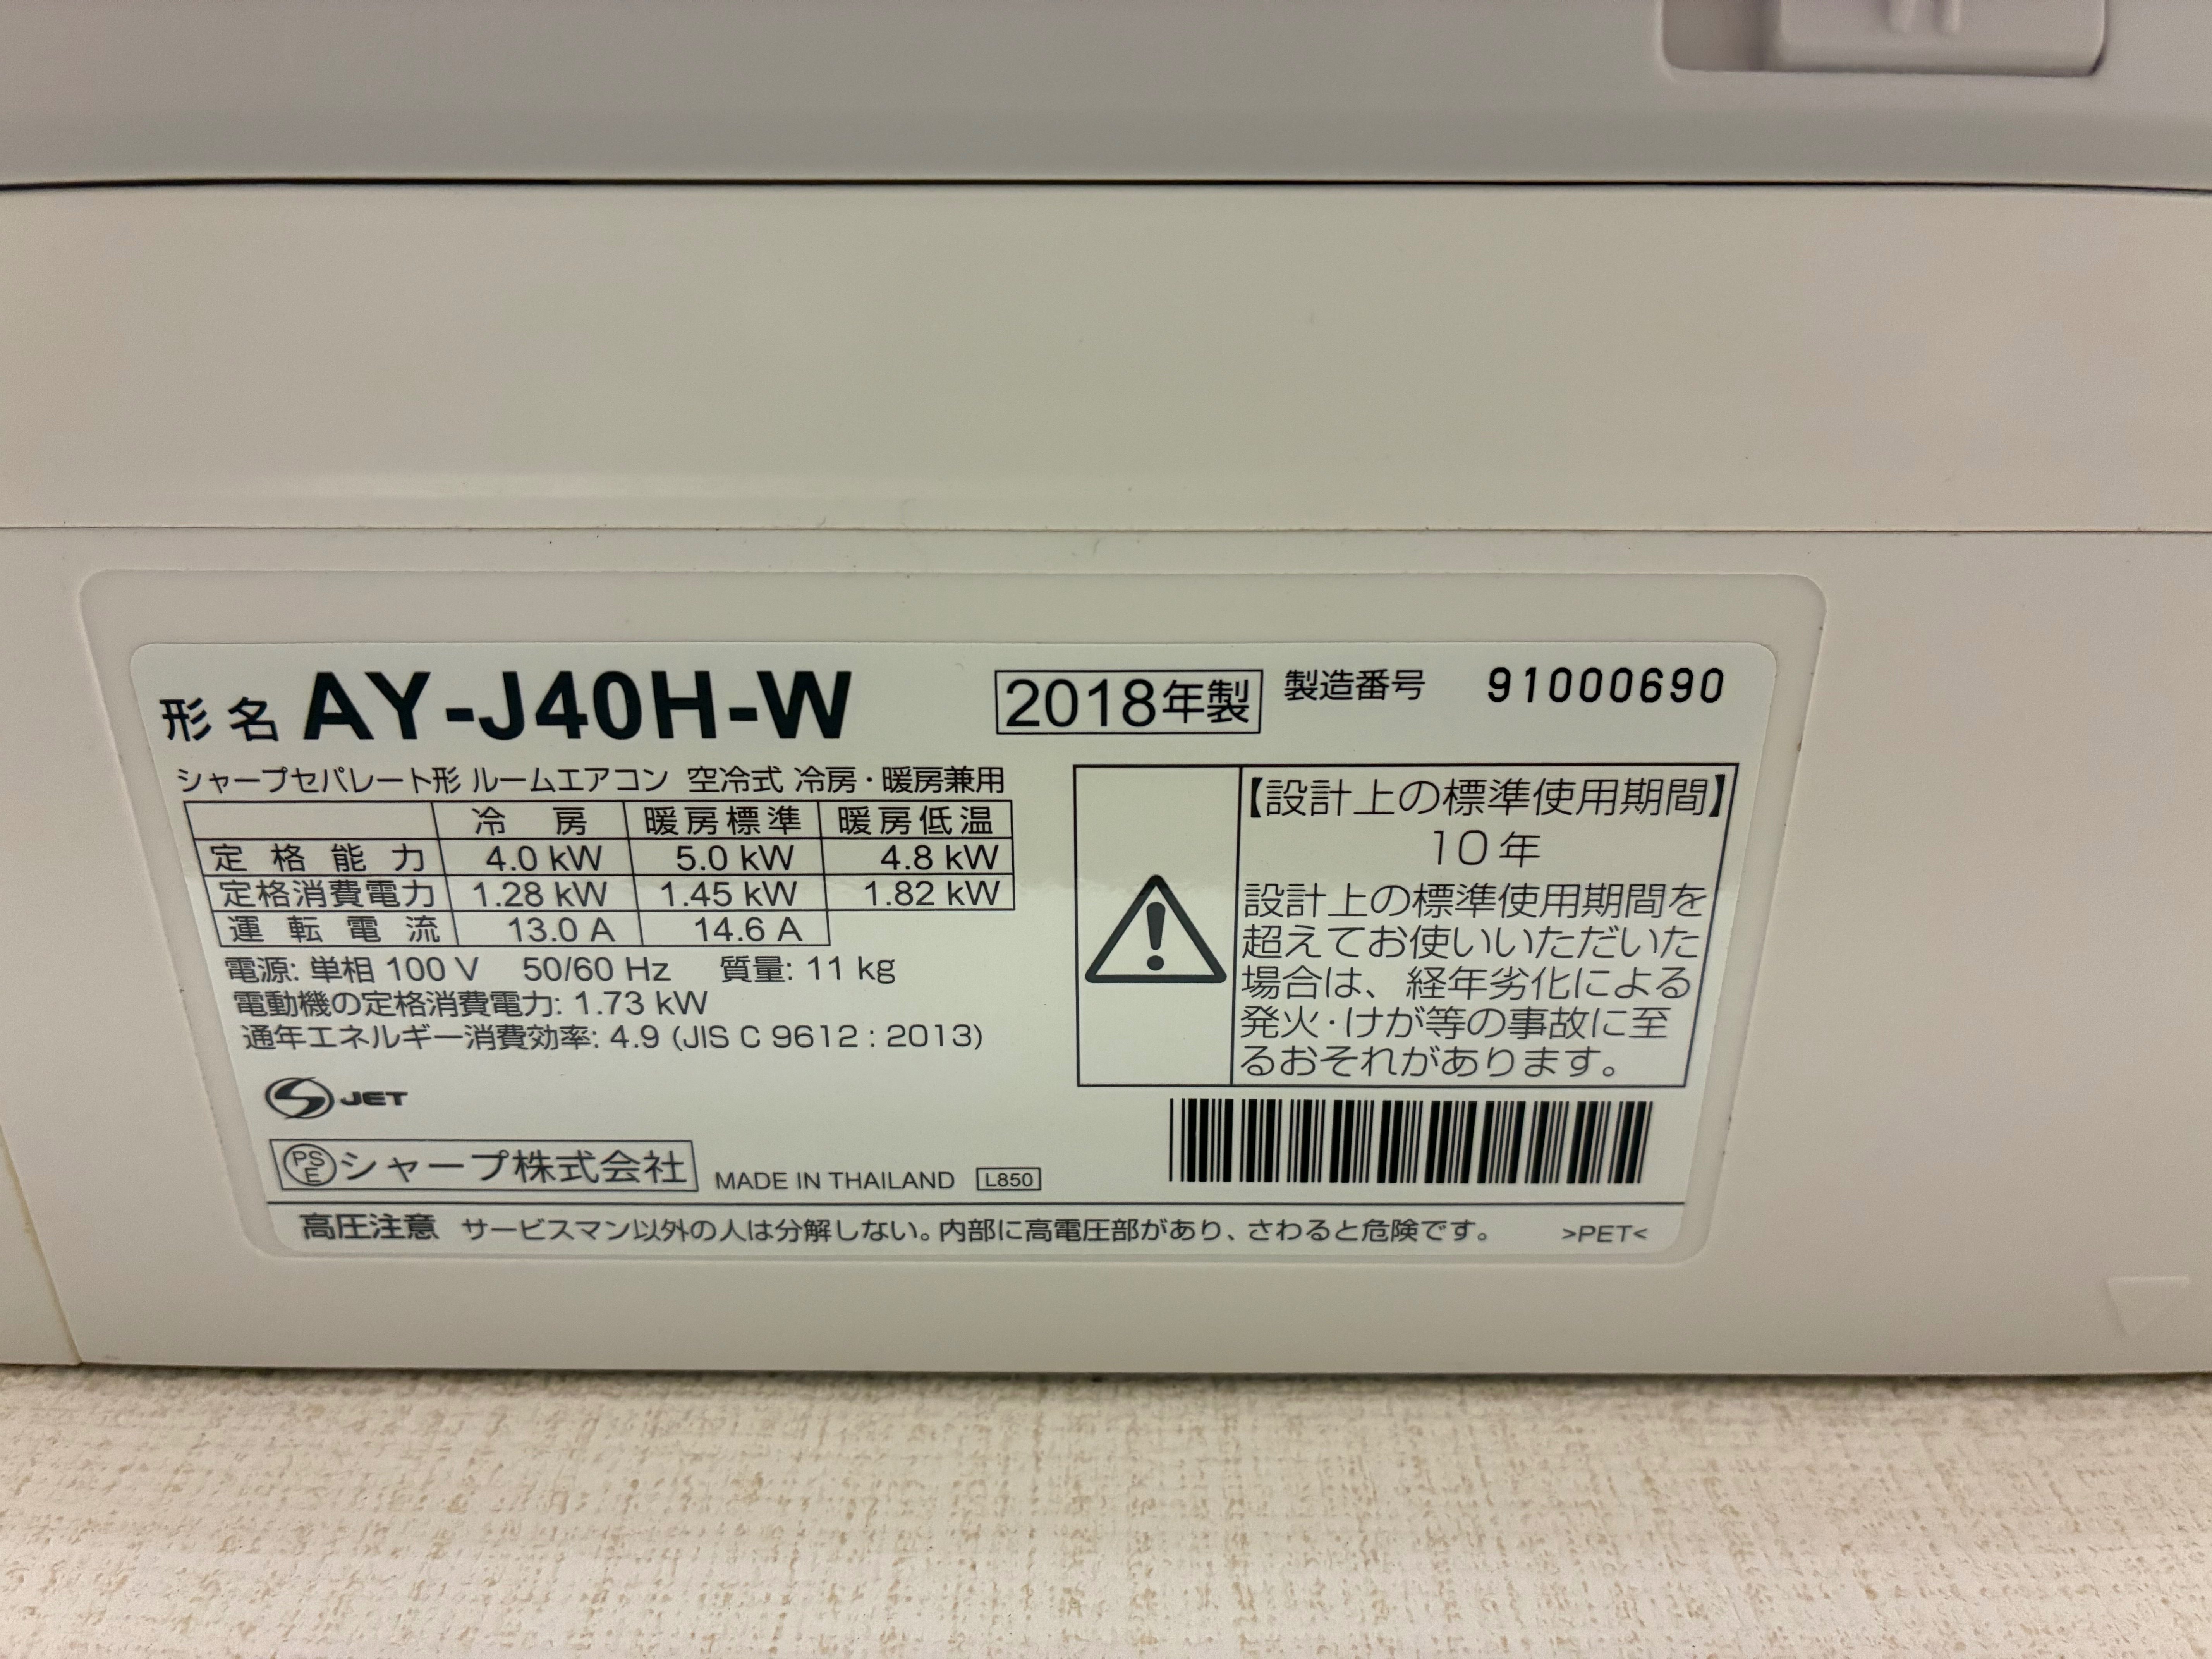 形名 AY-J40H-W 2018年製 製造番号 91000690
シャープセパレート形 ルームエアコン 空冷式 冷房・暖房兼用
冷房 暖房標準 暖房低温
定格能力 4.0 kW 5.0 kW 4.8 kW
定格消費電力 1.28 kW 1.45 kW 1.82 kW
運転電流 13.0 A 14.6 A
電源: 単相 100 V 50/60 Hz 質量: 11 kg
電動機の定格消費電力: 1.73 kW
通年エネルギー消費効率: 4.9 (JIS C 9612 : 2013)
【設計上の標準使用期間】
10年
設計上の標準使用期間を
超えてお使いいただいた
場合は、経年劣化による
発火・けが等の事故に至
るおそれがあります。
JET
PSE シャープ株式会社 MADE IN THAILAND L850
高圧注意 サービスマン以外の人は分解しない。内部に高電圧部があり、さわると危険です。 >PET<